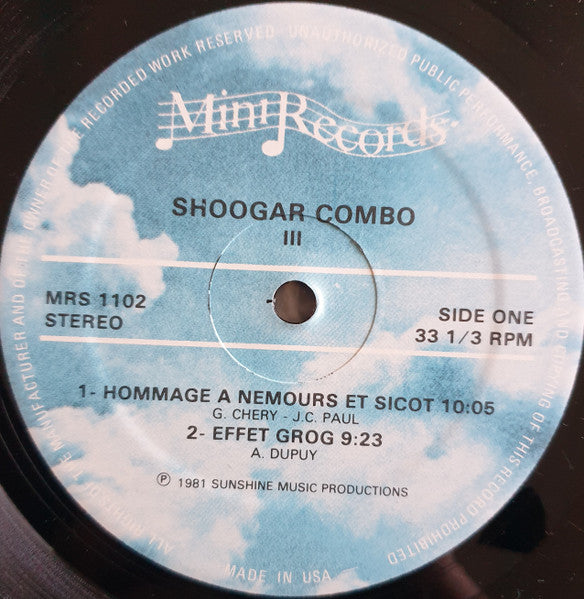 ALL RIGHT OF THE MANUFACTURER AND OF THE OWNER OF THE RECORDED WORK RESERVED. UNAUTHORIZED PUBLIC PERFORMANCE, BROADCASTING AND COPYING OF THIS RECORD PROHIBITED
Mini Records
SHOOGAR COMBO
III
MRS 1102
STEREO
SIDE ONE
33 1/3 RPM
1- HOMMAGE A NEMOURS ET SICOT 10:05
G. CHERY - J.C. PAUL
2- EFFET GROG 9:23
A. DUPUY
℗ 1981 SUNSHINE MUSIC PRODUCTIONS
MADE IN USA